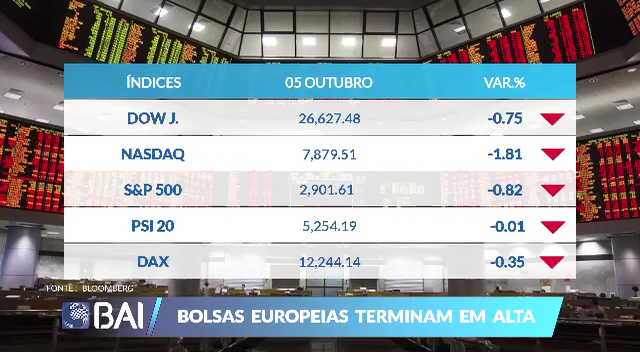 ÍNDICES 05 OUTUBRO VAR.%
DOW J. 26,627.48 -0.75
NASDAQ 7,879.51 -1.81
S&P 500 2,901.61 -0.82
PSI 20 5,254.19 -0.01
DAX 12,244.14 -0.35
FONTE.: BLOOMBERG
BAI BOLSAS EUROPEIAS TERMINAM EM ALTA